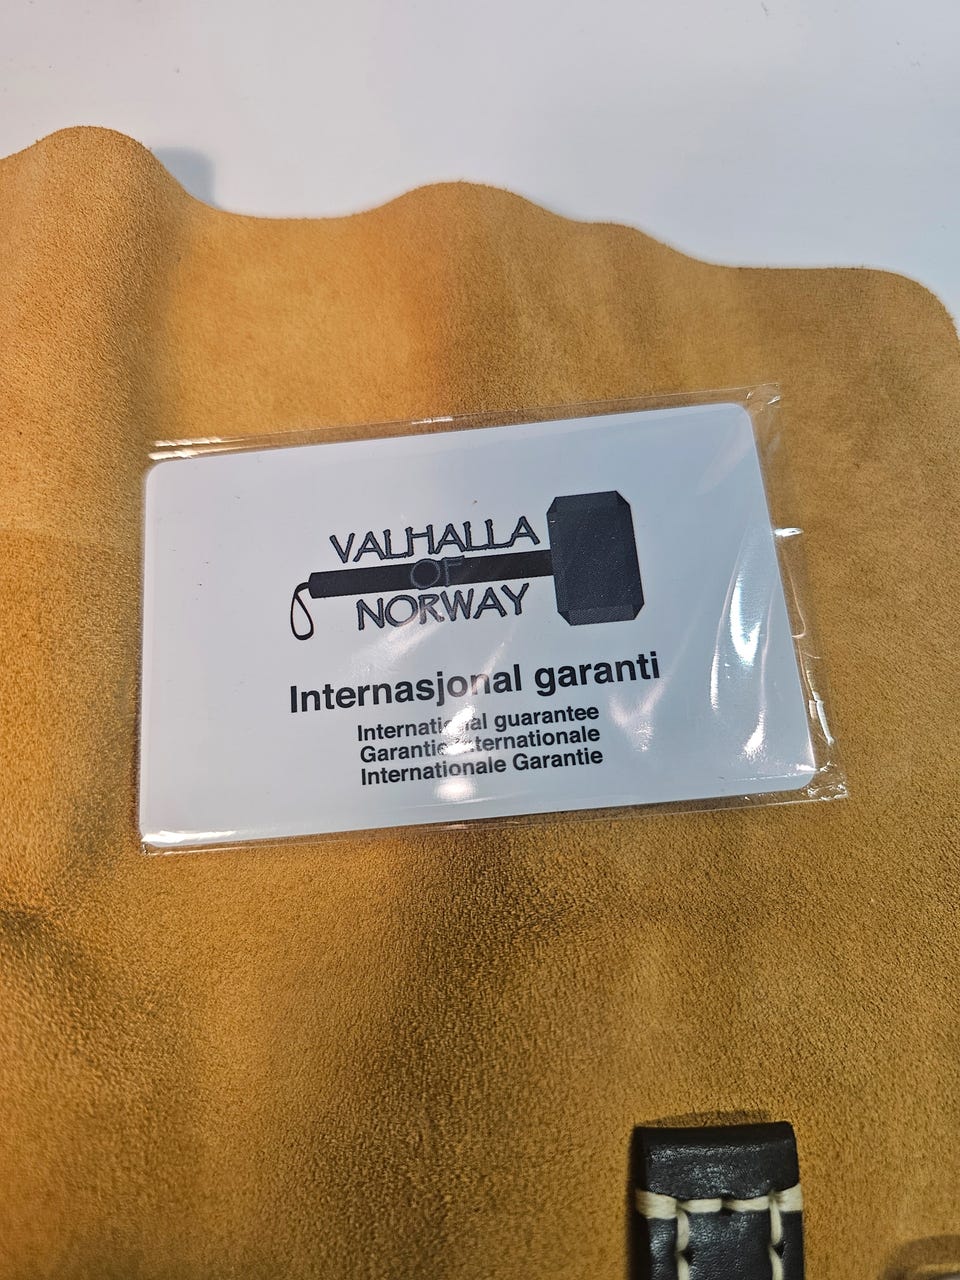 VALHALLA
OF
NORWAY
Internasjonal garanti
International guarantee
Garantie Internationale
Internationale Garantie